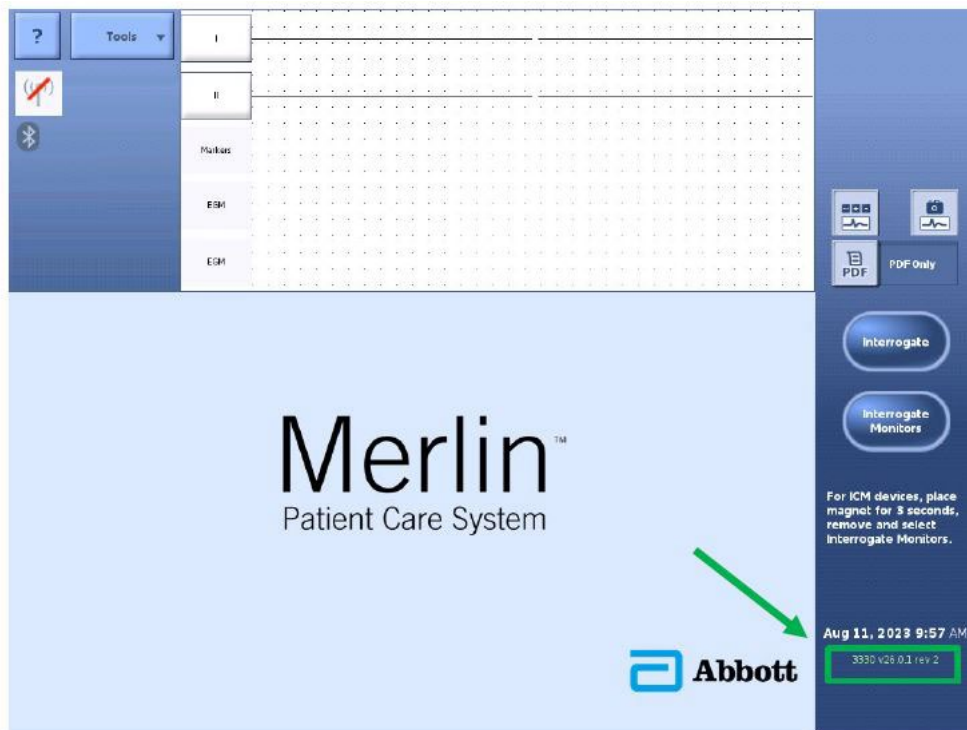 ?
Tools
I
II
Markers
EGM
EGM
PDF
PDF Only
Interrogate
Interrogate
Monitors
For ICM devices, place
magnet for 3 seconds,
remove and select
Interrogate Monitors.
Merlin™
Patient Care System
Abbott
Aug 11, 2023 9:57 AM
3330 v26.0.1 rev 2